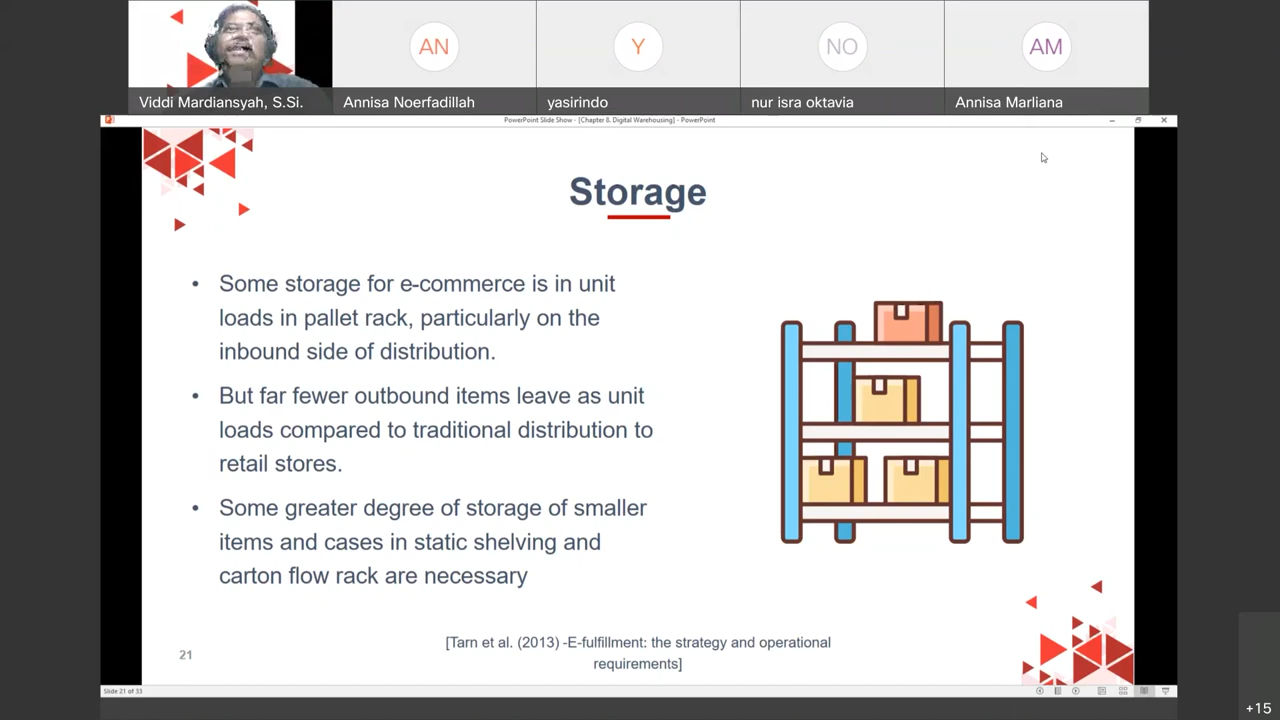 AN
Y
NO
AM
Viddi Mardiansyah, S.Si.
Annisa Noerfadillah
yasirindo
nur isra oktavia
Annisa Marliana
PowerPoint Slide Show - [Chapter 8. Digital Warehousing] - PowerPoint
Storage
• Some storage for e-commerce is in unit
loads in pallet rack, particularly on the
inbound side of distribution.
• But far fewer outbound items leave as unit
loads compared to traditional distribution to
retail stores.
• Some greater degree of storage of smaller
items and cases in static shelving and
carton flow rack are necessary
[Tarn et al. (2013) -E-fulfillment: the strategy and operational
requirements]
21
Slide 21 of 33
+15